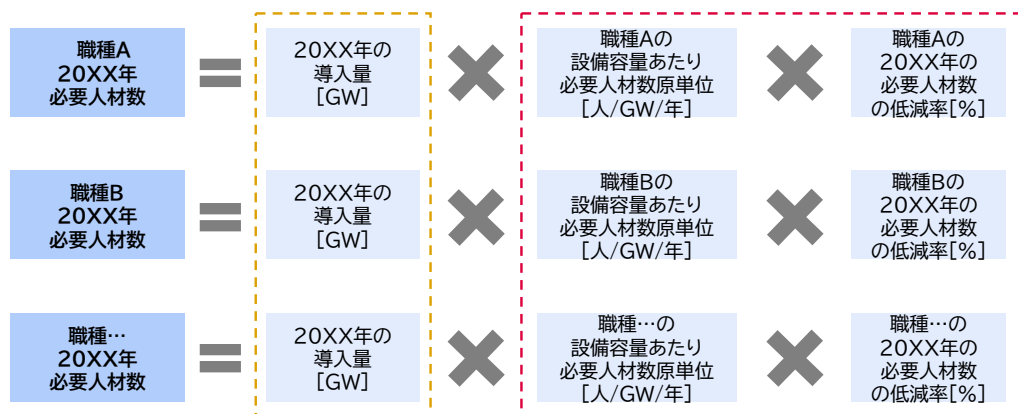 職種A
20XX年
必要人材数
20XX年の
導入量
[GW]
職種Aの
設備容量あたり
必要人材数原単位
[人/GW/年]
職種Aの
20XX年の
必要人材数
の低減率[%]
職種B
20XX年
必要人材数
20XX年の
導入量
[GW]
職種Bの
設備容量あたり
必要人材数原単位
[人/GW/年]
職種Bの
20XX年の
必要人材数
の低減率[%]
職種…
20XX年
必要人材数
20XX年の
導入量
[GW]
職種…の
設備容量あたり
必要人材数原単位
[人/GW/年]
職種…の
20XX年の
必要人材数
の低減率[%]